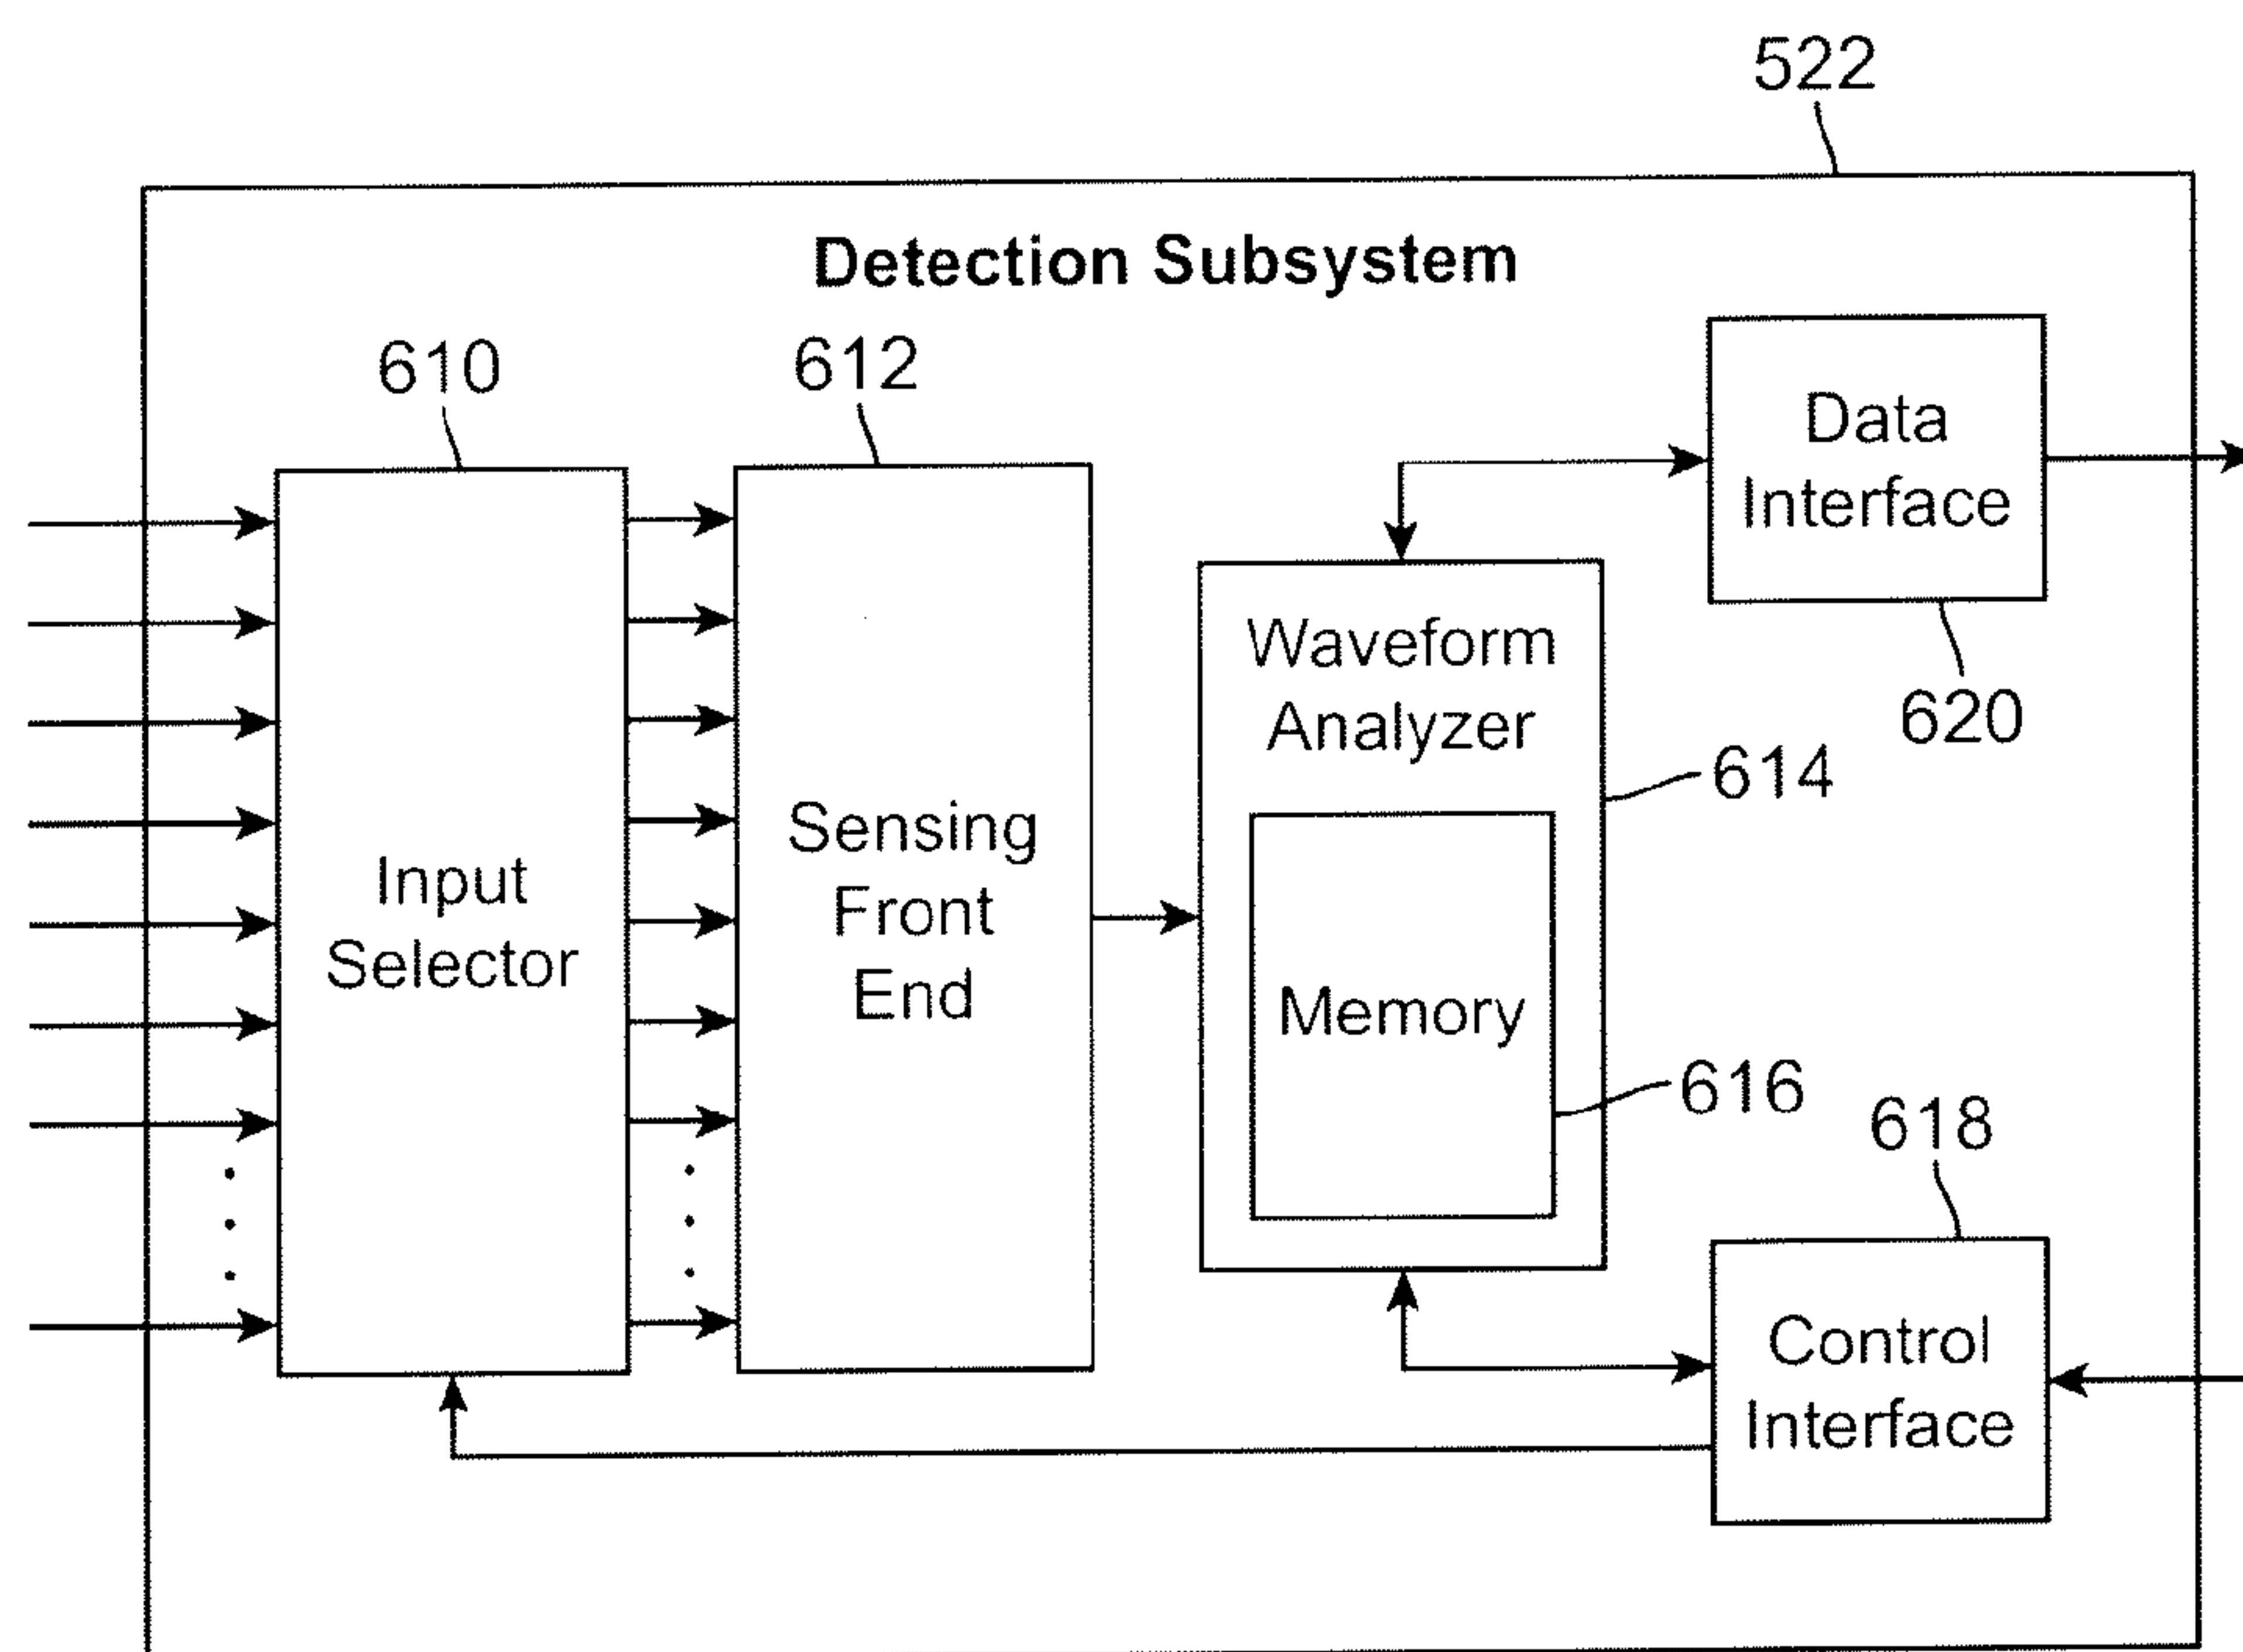 522
Detection Subsystem
610
612
Data
Interface
620
Waveform
Analyzer
614
Sensing
Front
End
Input
Selector
Memory
616
618
Control
Interface